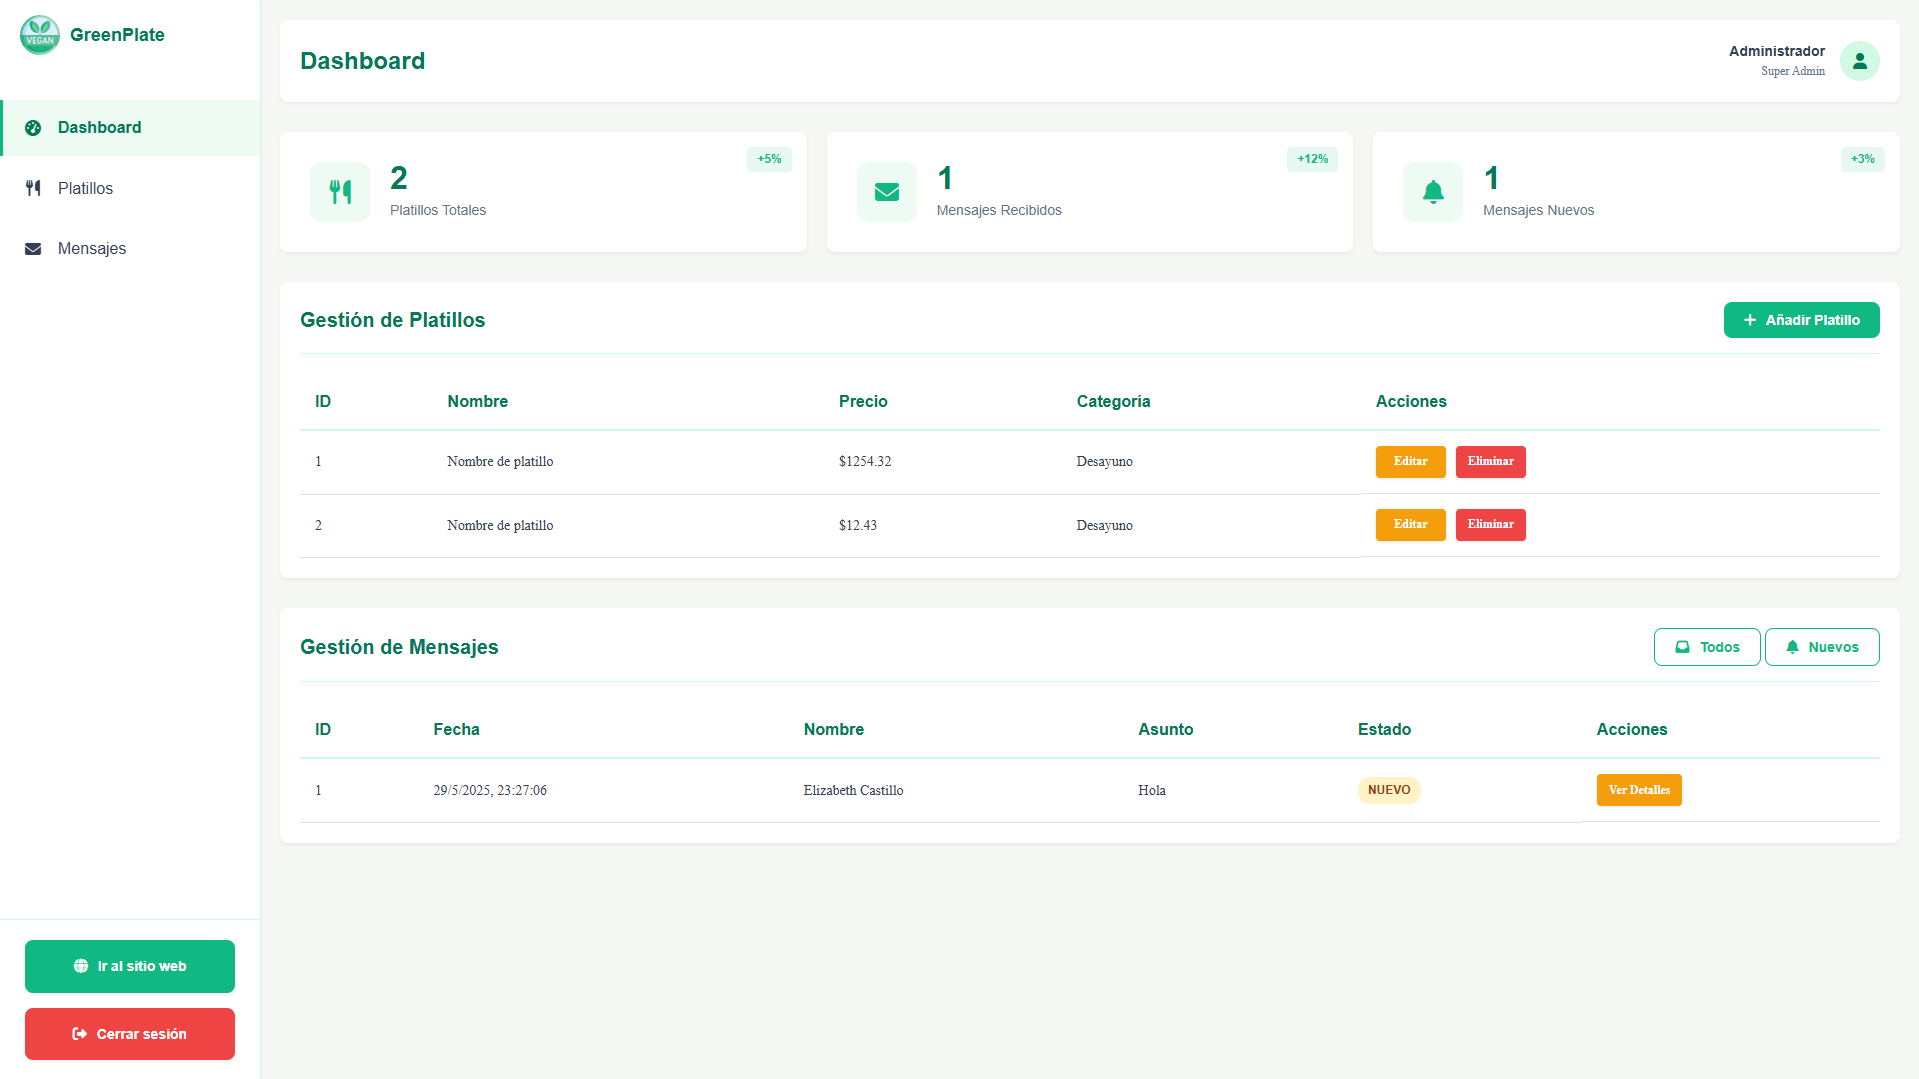 VEGAN
GreenPlate
Dashboard
Platillos
Mensajes
Ir al sitio web
Cerrar sesión
Dashboard
Administrador
Super Admin
2
Platillos Totales
+5%
1
Mensajes Recibidos
+12%
1
Mensajes Nuevos
+3%
Gestión de Platillos
Añadir Platillo
ID Nombre Precio Categoría Acciones
1 Nombre de platillo $1254.32 Desayuno Editar Eliminar
2 Nombre de platillo $12.43 Desayuno Editar Eliminar
Gestión de Mensajes
Todos Nuevos
ID Fecha Nombre Asunto Estado Acciones
1 29/5/2025, 23:27:06 Elizabeth Castillo Hola NUEVO Ver Detalles